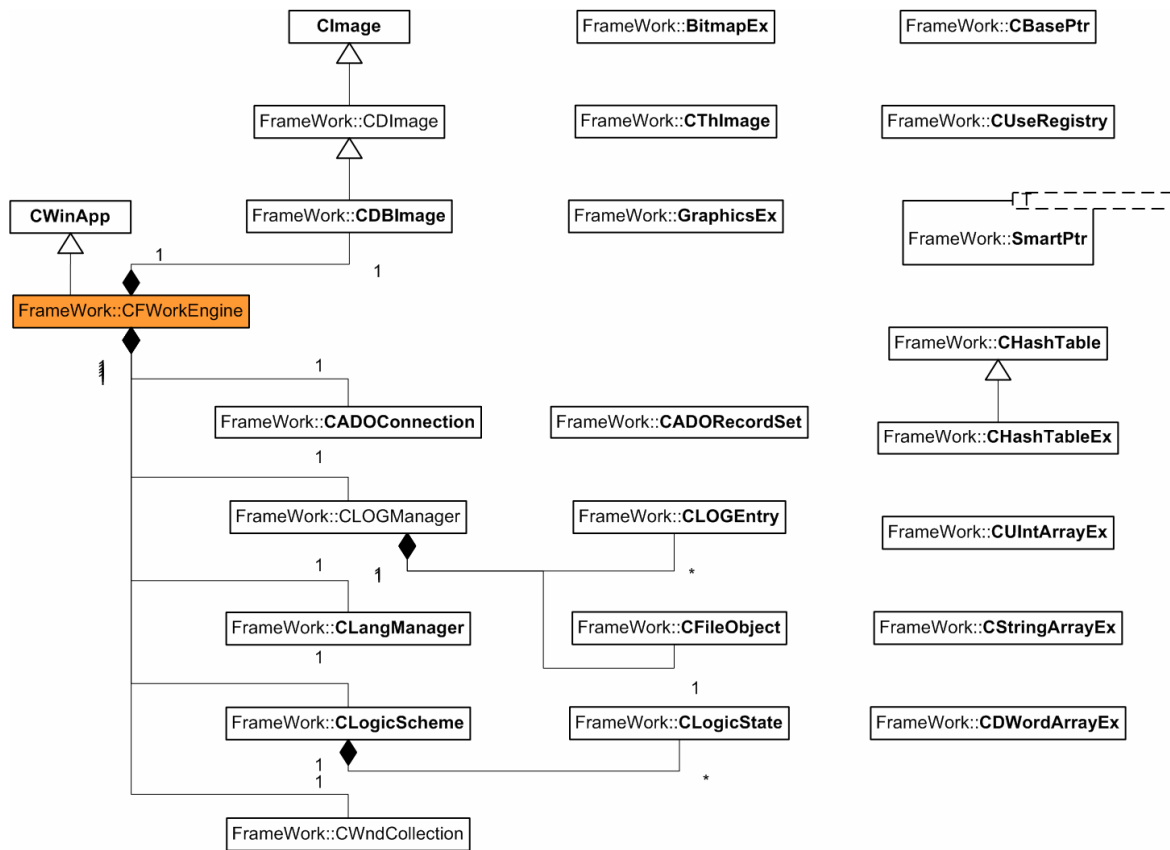 CImage
FrameWork::BitmapEx
CBasePtr
FrameWork::CBasePtr
FrameWork::CDImage
FrameWork::CThImage
FrameWork::CUseRegistry
CWinApp
FrameWork::CDBImage
FrameWork::GraphicsEx
T
FrameWork::SmartPtr
1
1
FrameWork::CFWorkEngine
FrameWork::CHashTable
1
1
FrameWork::CADOConnection
FrameWork::CADORecordSet
FrameWork::CHashTableEx
1
FrameWork::CLOGManager
FrameWork::CLOGEntry
FrameWork::CUIntArrayEx
1
1
*
FrameWork::CLangManager
FrameWork::CFileObject
FrameWork::CStringArrayEx
1
1
FrameWork::CLogicScheme
FrameWork::CLogicState
FrameWork::CDWordArrayEx
1
1
*
FrameWork::CWndCollection